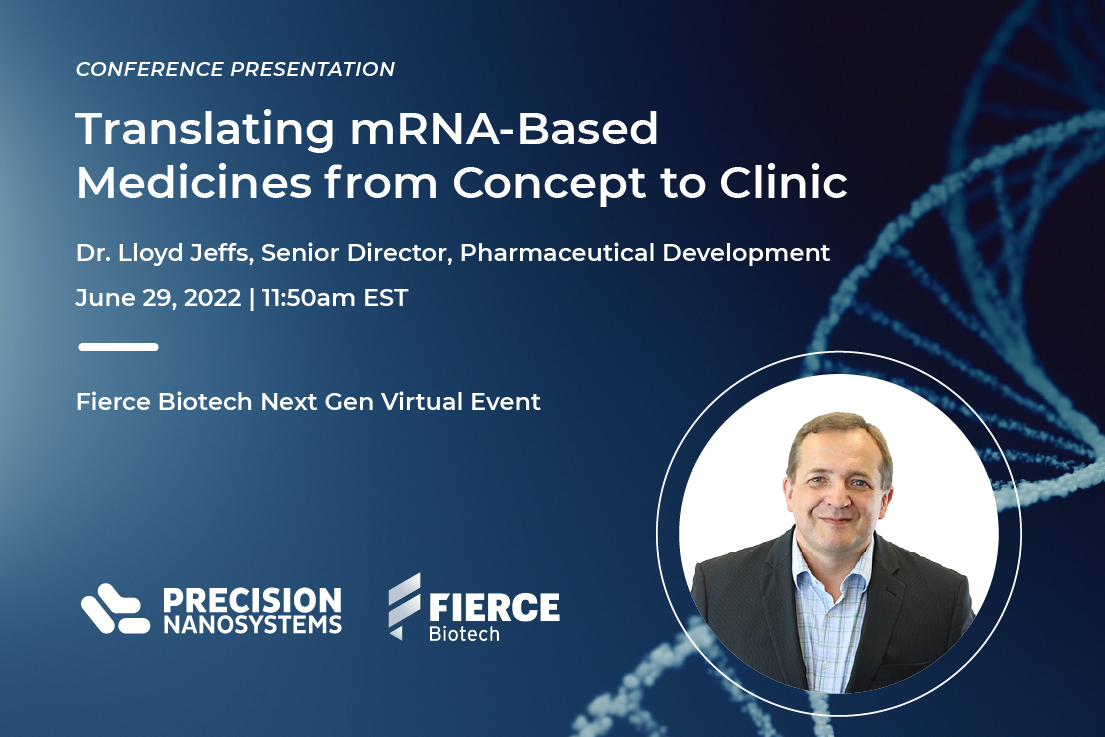 CONFERENCE PRESENTATION
Translating mRNA-Based
Medicines from Concept to Clinic
Dr. Lloyd Jeffs, Senior Director, Pharmaceutical Development
June 29, 2022 | 11:50am EST
Fierce Biotech Next Gen Virtual Event
PRECISION
NANOSYSTEMS
FIERCE
Biotech